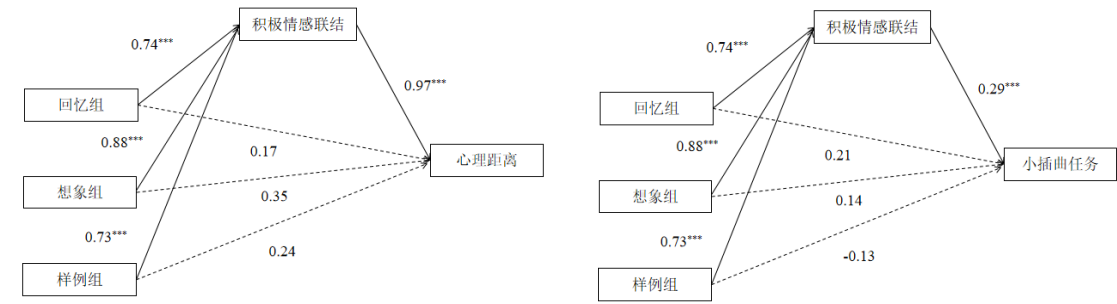 积极情感联结
0.74***
0.97***
回忆组
0.88***
0.17
心理距离
想象组
0.35
0.73***
0.24
样例组
积极情感联结
0.74***
0.29***
回忆组
0.88***
0.21
小插曲任务
想象组
0.14
0.73***
-0.13
样例组